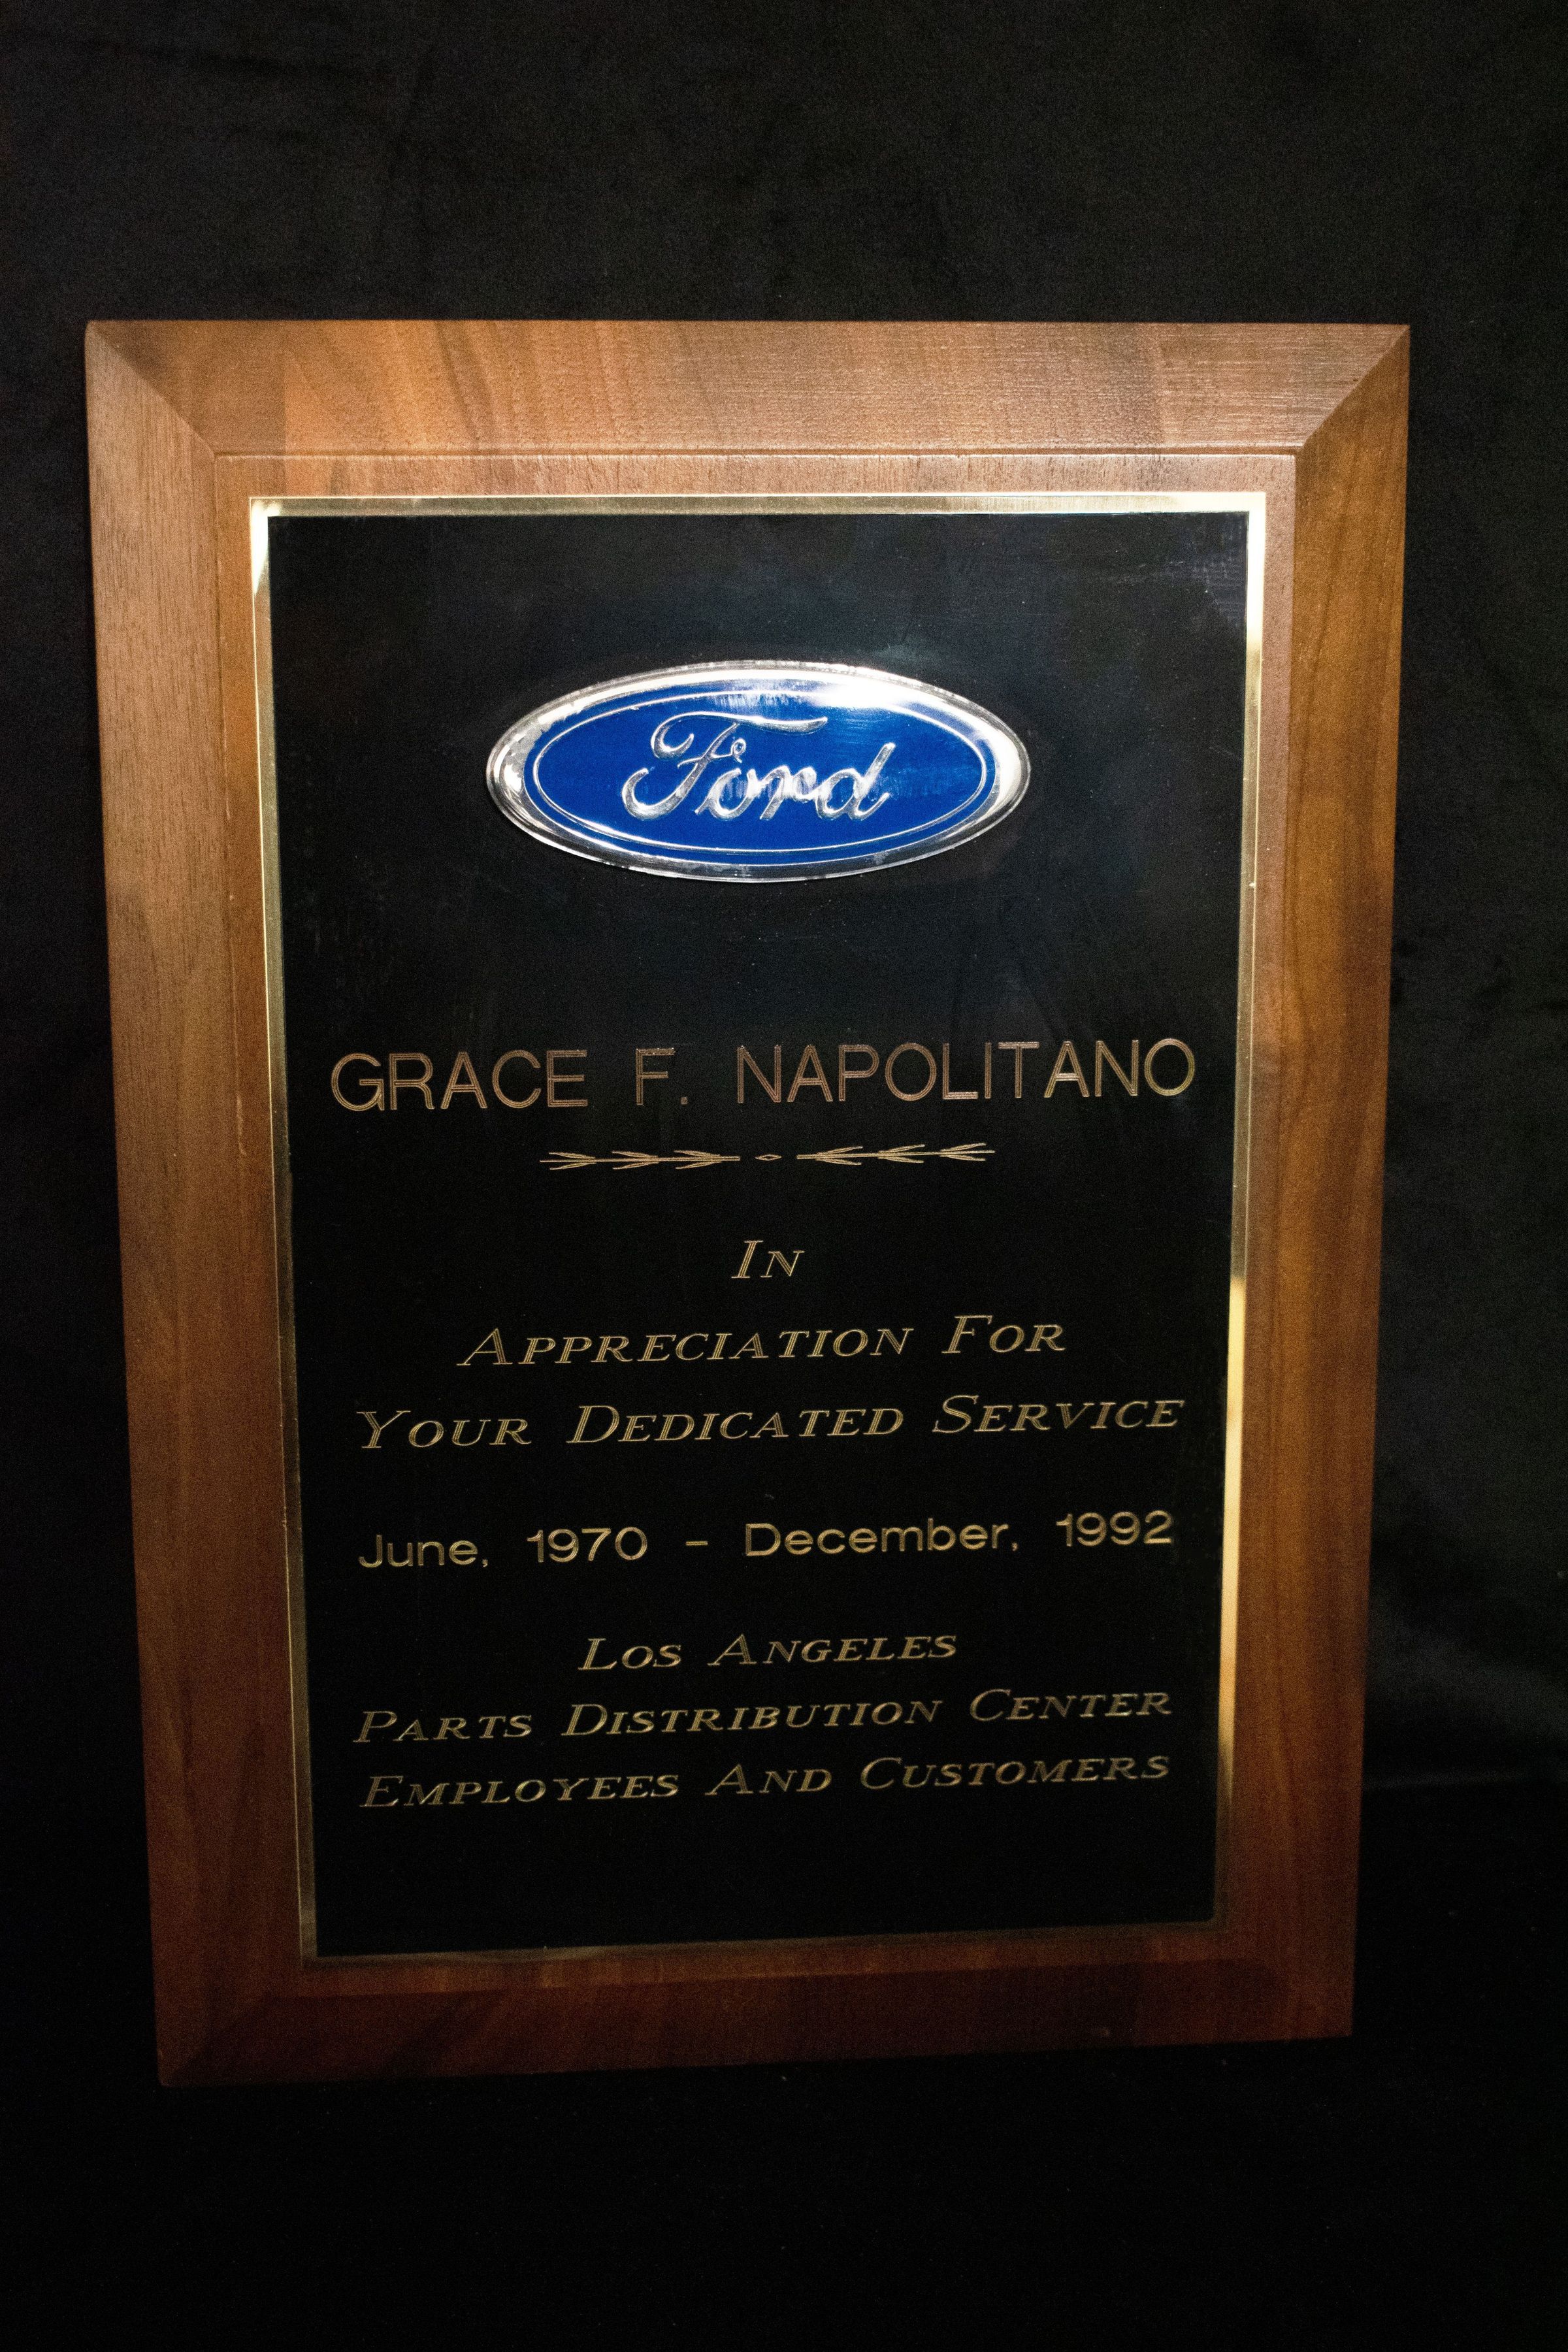 Ford
GRACE F. NAPOLITANO
IN
APPRECIATION FOR
YOUR DEDICATED SERVICE
June, 1970 - December, 1992
LOS ANGELES
PARTS DISTRIBUTION CENTER
EMPLOYEES AND CUSTOMERS